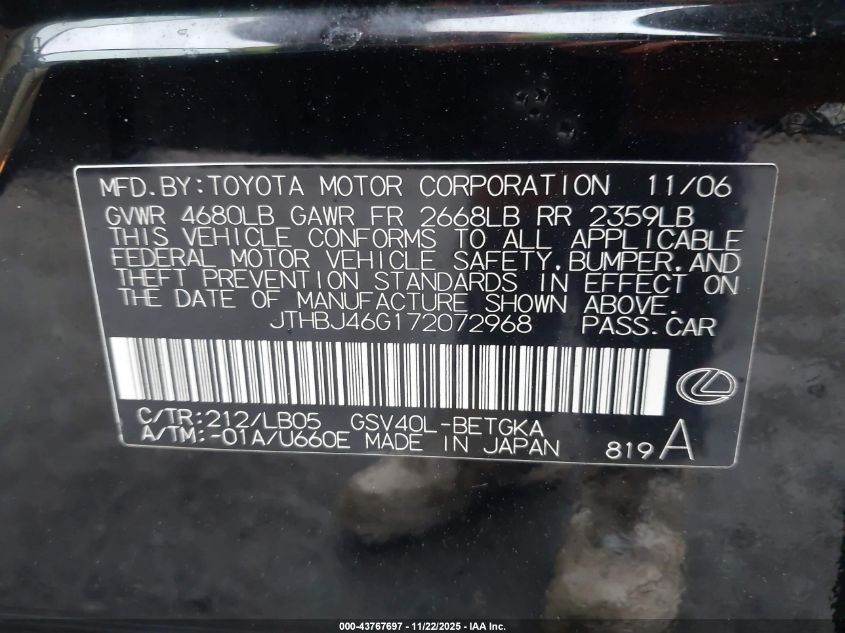 MFD.BY:TOYOTA MOTOR CORPORATION 11/06
GVWR 4680LB GAWR FR 2668LB RR 2359LB
THIS VEHICLE CONFORMS TO ALL APPLICABLE
FEDERAL MOTOR VEHICLE SAFETY,BUMPER,AND
THEFT PREVENTION STANDARDS IN EFFECT ON
THE DATE OF MANUFACTURE SHOWN ABOVE.
JTHBJ46G172072968 PASS.CAR
C/TR:212/LB05 GSV40L-BETGKA
A/TM:-01A/U660E MADE IN JAPAN 819A
000-43767697 - 11/22/2025 - IAA Inc.